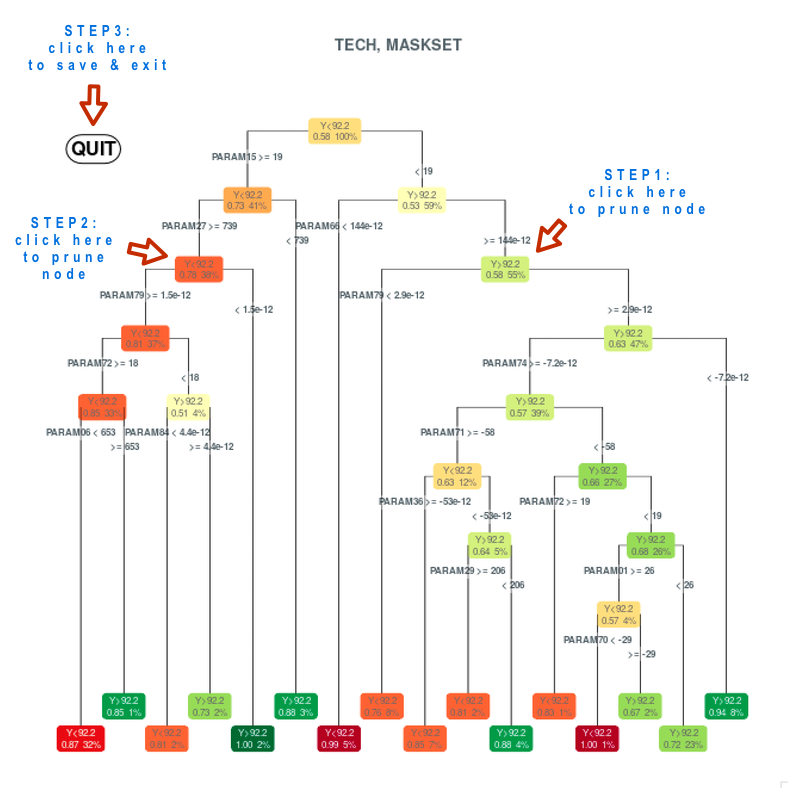 STEP3:
click here
to save & exit
TECH, MASKSET
QUIT
Y<92.2
0.58 100%
PARAM15 >= 19
< 19
STEP1:
click here
to prune node
Y<92.2
0.73 41%
Y>92.2
0.53 59%
STEP2:
click here
to prune
node
PARAM27 >= 739
< 739
PARAM66 < 144e-12
>= 144e-12
Y<92.2
0.78 38%
Y>92.2
0.58 55%
PARAM79 >= 1.5e-12
< 1.5e-12
PARAM79 < 2.9e-12
>= 2.9e-12
Y<92.2
0.81 37%
Y>92.2
0.63 47%
PARAM72 >= 18
< 18
PARAM74 >= -7.2e-12
< -7.2e-12
Y<92.2
0.85 33%
Y>92.2
0.51 4%
Y>92.2
0.57 39%
PARAM06 < 653
>= 653
PARAM84 < 4.4e-12
>= 4.4e-12
PARAM71 >= -58
< -58
Y<92.2
0.63 12%
Y>92.2
0.66 27%
PARAM36 >= -53e-12
< -53e-12
PARAM72 >= 19
< 19
Y>92.2
0.64 5%
Y>92.2
0.68 26%
PARAM29 >= 206
< 206
PARAM01 >= 26
< 26
Y<92.2
0.57 4%
PARAM70 < -29
>= -29
Y>92.2
0.85 1%
Y>92.2
0.73 2%
Y>92.2
0.88 3%
Y<92.2
0.76 8%
Y<92.2
0.81 2%
Y<92.2
0.83 1%
Y>92.2
0.67 2%
Y>92.2
0.94 8%
Y<92.2
0.87 32%
Y<92.2
0.81 2%
Y>92.2
1.00 2%
Y<92.2
0.99 5%
Y<92.2
0.85 7%
Y>92.2
0.88 4%
Y<92.2
1.00 1%
Y>92.2
0.72 23%